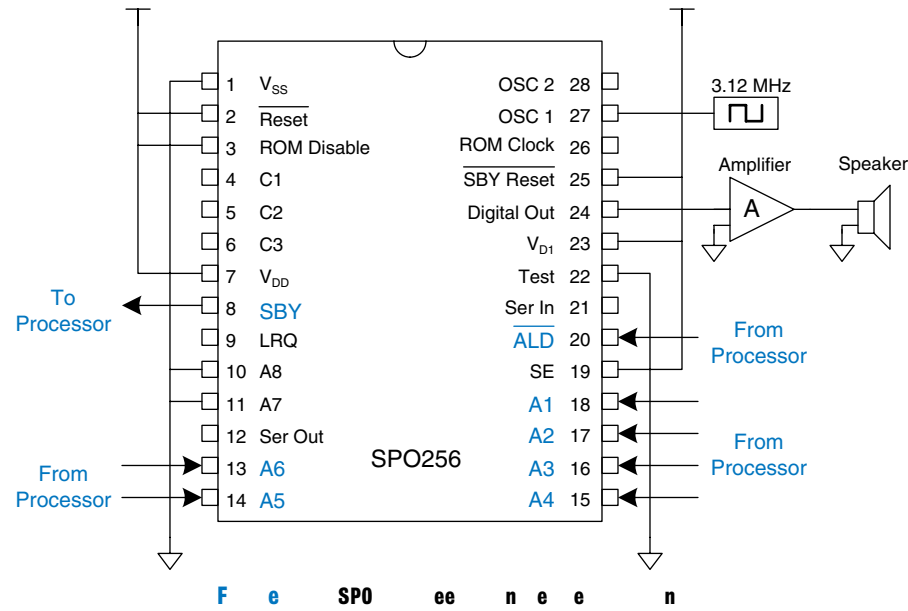 1 V_SS
2 Reset
3 ROM Disable
4 C1
5 C2
6 C3
7 V_DD
8 SBY
9 LRQ
10 A8
11 A7
12 Ser Out
13 A6
14 A5
To
Processor
From
Processor
SPO256
OSC 2 28
OSC 1 27
ROM Clock 26
SBY Reset 25
Digital Out 24
V_D1 23
Test 22
Ser In 21
ALD 20
SE 19
A1 18
A2 17
A3 16
A4 15
3.12 MHz
Amplifier
A
Speaker
From
Processor
From
Processor
F e SPO ee n e e n